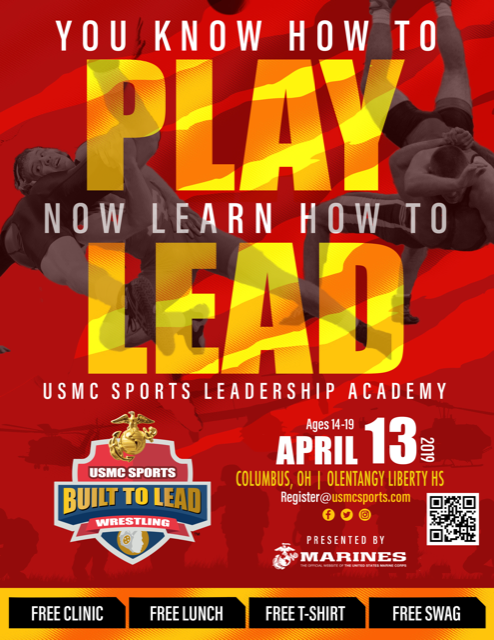 YOU KNOW HOW TO
PLAY
NOW LEARN HOW TO
LEAD
USMC SPORTS LEADERSHIP ACADEMY
USMC SPORTS
BUILT TO LEAD
WRESTLING
Ages 14-19
APRIL 13 2019
COLUMBUS, OH | OLENTANGY LIBERTY HS
Register@usmcsports.com
PRESENTED BY
MARINES
THE OFFICIAL WEBSITE OF THE UNITED STATES MARINE CORPS
FREE CLINIC
FREE LUNCH
FREE T-SHIRT
FREE SWAG